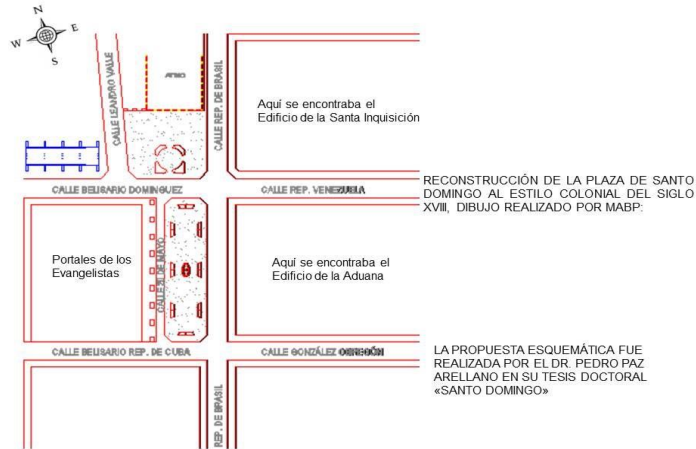 N
W E
S
CALLE LEANDRO VALLE
ATRIO
CALLE REP. DE BRASIL
Aquí se encontraba el
Edificio de la Santa Inquisición
RECONSTRUCCIÓN DE LA PLAZA DE SANTO
DOMINGO AL ESTILO COLONIAL DEL SIGLO
XVIII, DIBUJO REALIZADO POR MABP:
CALLE BELISARIO DOMINGUEZ
CALLE REP. VENEZUELA
Portales de los
Evangelistas
CALLE 20 DE MAYO
Aquí se encontraba el
Edificio de la Aduana
CALLE BELISARIO REP. DE CUBA
CALLE GONZÁLEZ OBREGÓN
LA PROPUESTA ESQUEMÁTICA FUE
REALIZADA POR EL DR. PEDRO PAZ
ARELLANO EN SU TESIS DOCTORAL
«SANTO DOMINGO»
REP. DE BRASIL